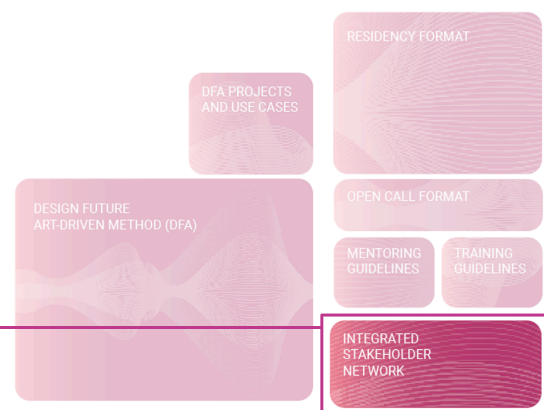 RESIDENCY FORMAT
DFA PROJECTS
AND USE CASES
OPEN CALL FORMAT
DESIGN FUTURE
ART-DRIVEN METHOD (DFA)
MENTORING
GUIDELINES
TRAINING
GUIDELINES
INTEGRATED
STAKEHOLDER
NETWORK